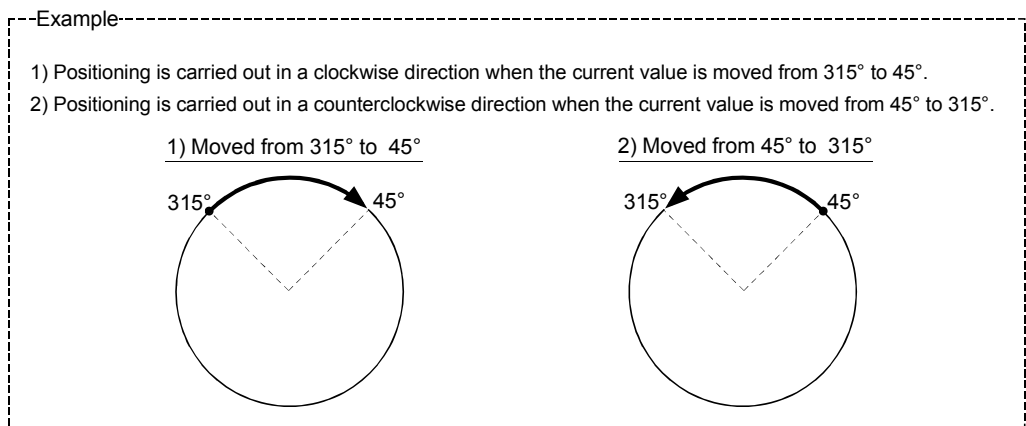 Example
1) Positioning is carried out in a clockwise direction when the current value is moved from 315° to 45°.
2) Positioning is carried out in a counterclockwise direction when the current value is moved from 45° to 315°.
1) Moved from 315° to 45°
2) Moved from 45° to 315°
315°
45°
315°
45°